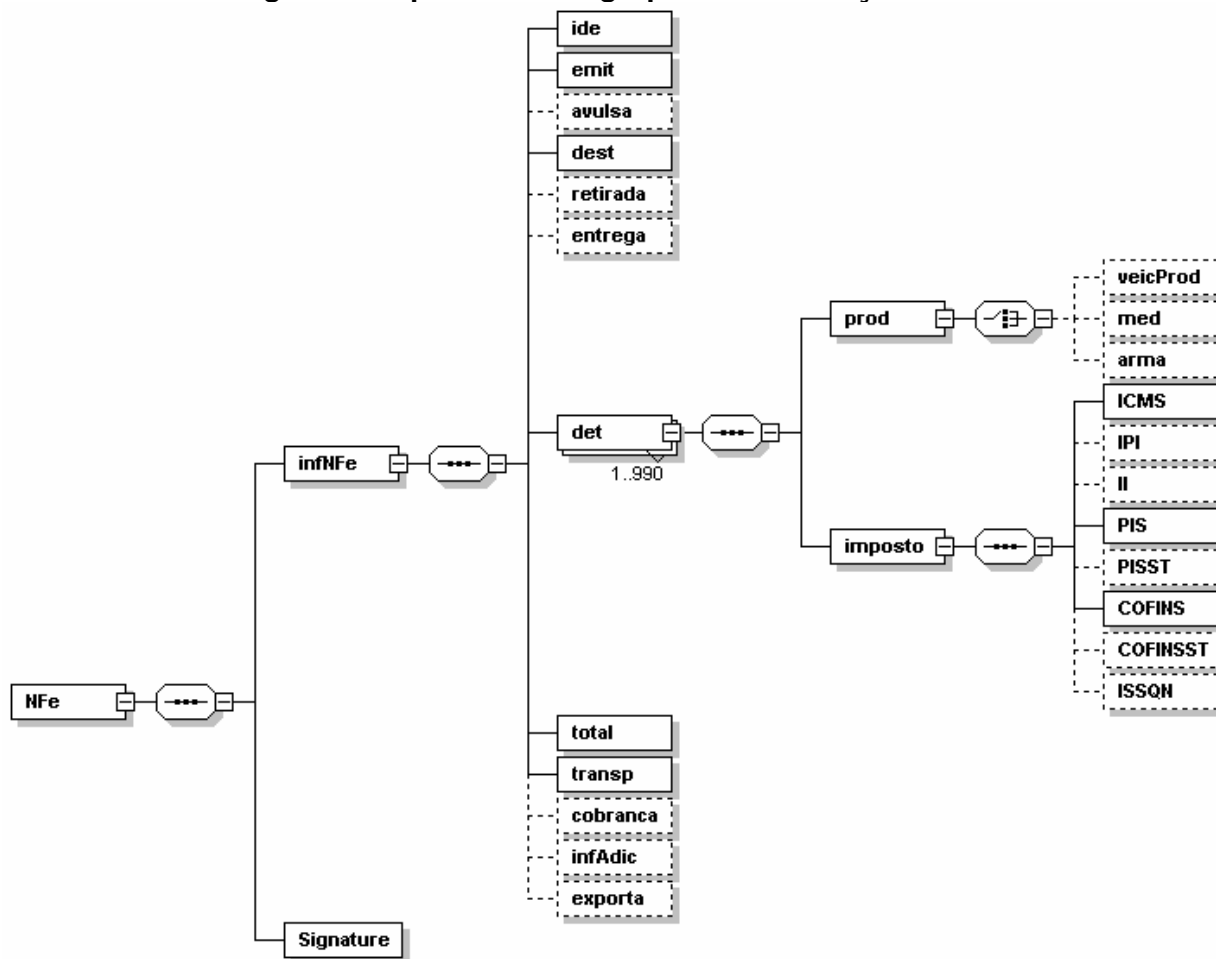 ide
emit
avulsa
dest
retirada
entrega
veicProd
prod
med
arma
ICMS
det
IPI
infNFe
1..990
II
PIS
imposto
PISST
COFINS
COFINSST
NFe
ISSQN
total
transp
cobranca
infAdic
exporta
Signature